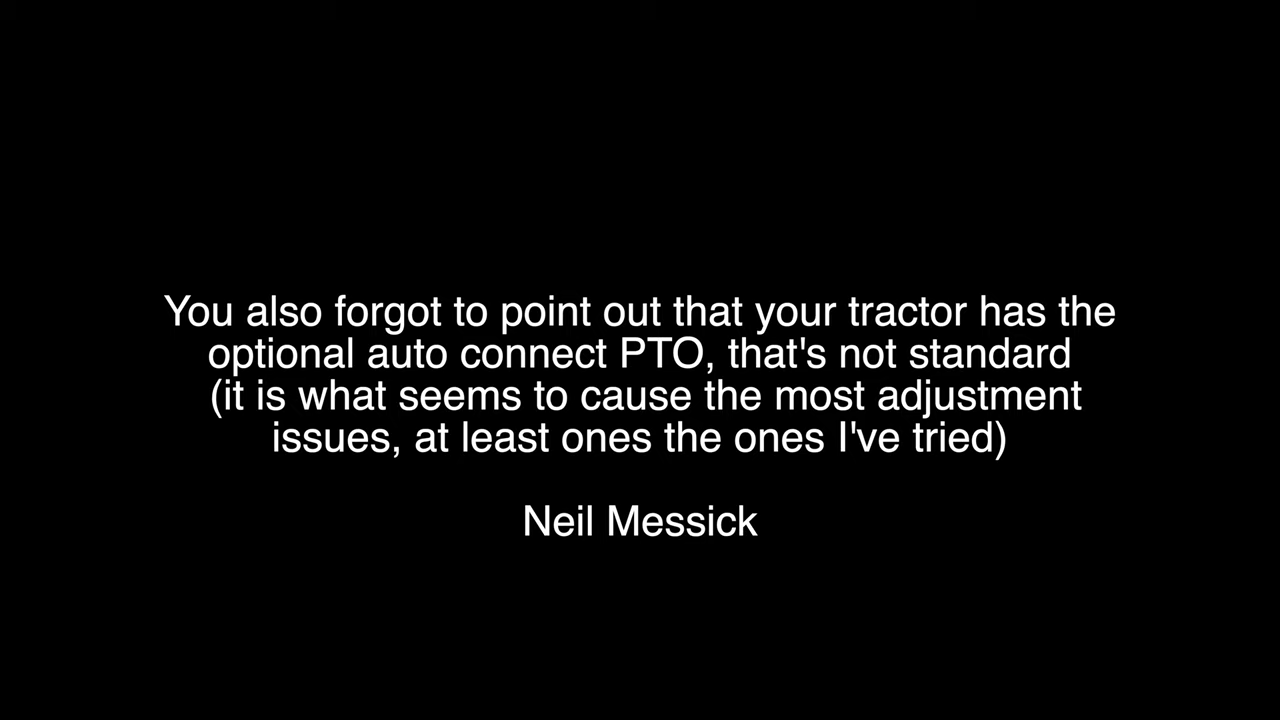 You also forgot to point out that your tractor has the
optional auto connect PTO, that's not standard
(it is what seems to cause the most adjustment
issues, at least ones the ones I've tried)
Neil Messick